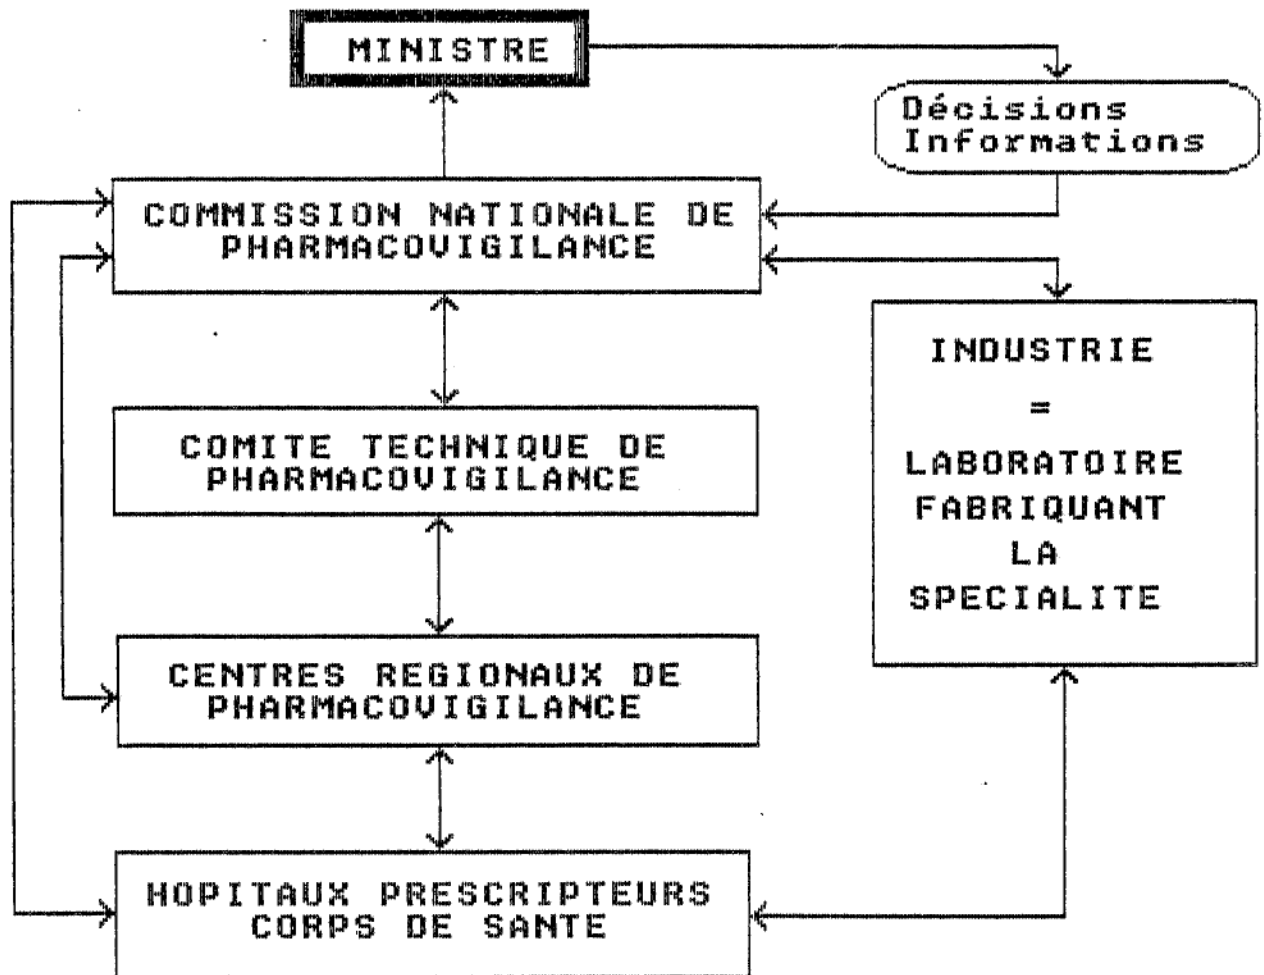 MINISTRE
Décisions
Informations
COMMISSION NATIONALE DE
PHARMACOVIGILANCE
INDUSTRIE
=
LABORATOIRE
FABRIQUANT
LA
SPECIALITE
COMITE TECHNIQUE DE
PHARMACOVIGILANCE
CENTRES REGIONAUX DE
PHARMACOVIGILANCE
HOPITAUX PRESCRIPTEURS
CORPS DE SANTE